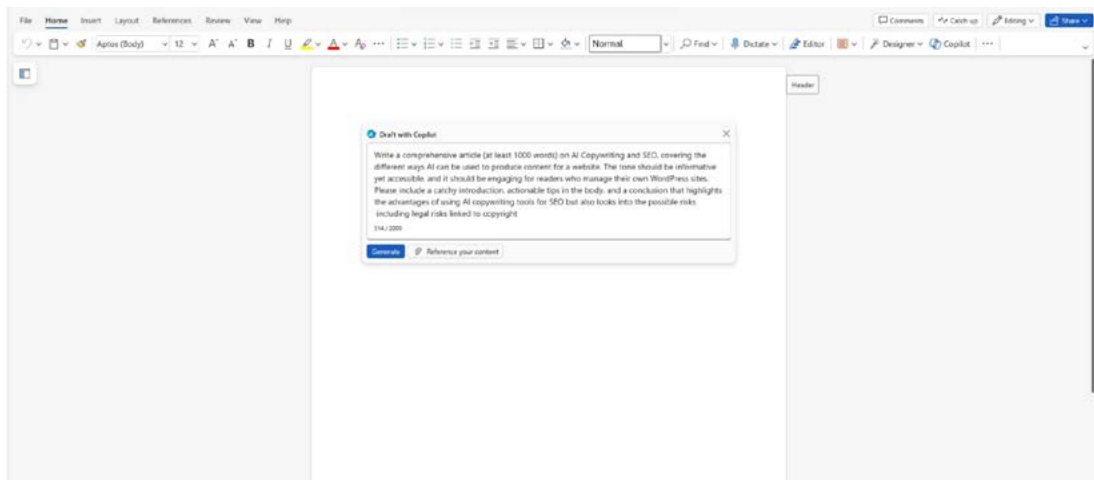 File Home Insert Layout References Review View Help
Comments Catch up Editing Share
Aptos (Body) 12 A A B I U A Normal Find Dictate Editor Designer Copilot
Header
Draft with Copilot
Write a comprehensive article (at least 1000 words) on AI Copywriting and SEO, covering the
different ways AI can be used to produce content for a website. The tone should be informative
yet accessible, and it should be engaging for readers who manage their own WordPress sites.
Please include a catchy introduction, actionable tips in the body, and a conclusion that highlights
the advantages of using AI copywriting tools for SEO but also looks into the possible risks
including legal risks linked to copyright
514 / 2000
Generate Reference your content